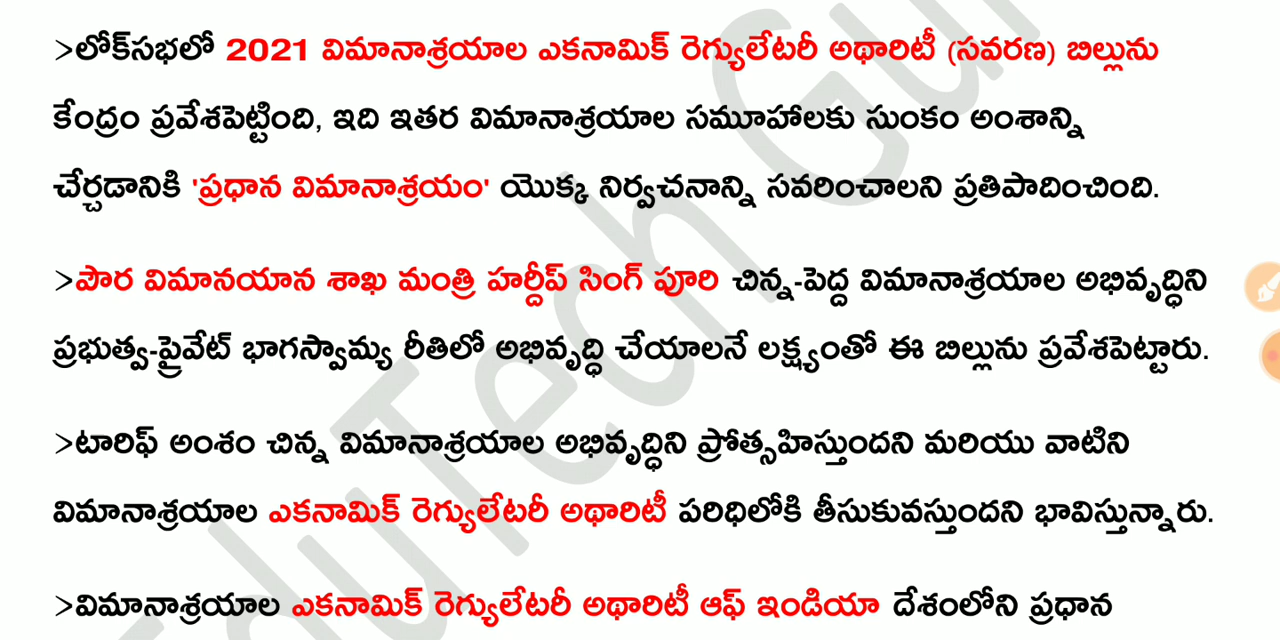 >లోక్‌సభలో 2021 విమానాశ్రయాల ఎకనామిక్ రెగ్యులేటరీ అథారిటీ (సవరణ) బిల్లును
కేంద్రం ప్రవేశపెట్టింది, ఇది ఇతర విమానాశ్రయాల సమూహాలకు సుంకం అంశాన్ని
చేర్చడానికి 'ప్రధాన విమానాశ్రయం' యొక్క నిర్వచనాన్ని సవరించాలని ప్రతిపాదించింది.
>పౌర విమానయాన శాఖ మంత్రి హర్దీప్ సింగ్ పూరి చిన్న-పెద్ద విమానాశ్రయాల అభివృద్ధిని
ప్రభుత్వ-ప్రైవేట్ భాగస్వామ్య రీతిలో అభివృద్ధి చేయాలనే లక్ష్యంతో ఈ బిల్లును ప్రవేశపెట్టారు.
>టారిఫ్ అంశం చిన్న విమానాశ్రయాల అభివృద్ధిని ప్రోత్సహిస్తుందని మరియు వాటిని
విమానాశ్రయాల ఎకనామిక్ రెగ్యులేటరీ అథారిటీ పరిధిలోకి తీసుకువస్తుందని భావిస్తున్నారు.
>విమానాశ్రయాల ఎకనామిక్ రెగ్యులేటరీ అథారిటీ ఆఫ్ ఇండియా దేశంలోని ప్రధాన
EduTech Gur